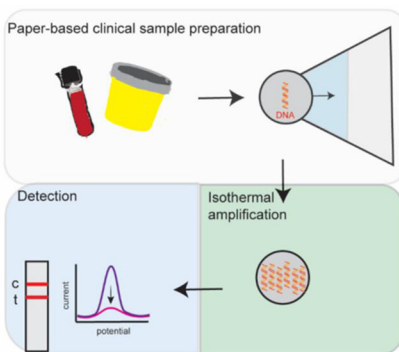 Paper-based clinical sample preparation
DNA
Detection
Isothermal
amplification
c
t
current
potential